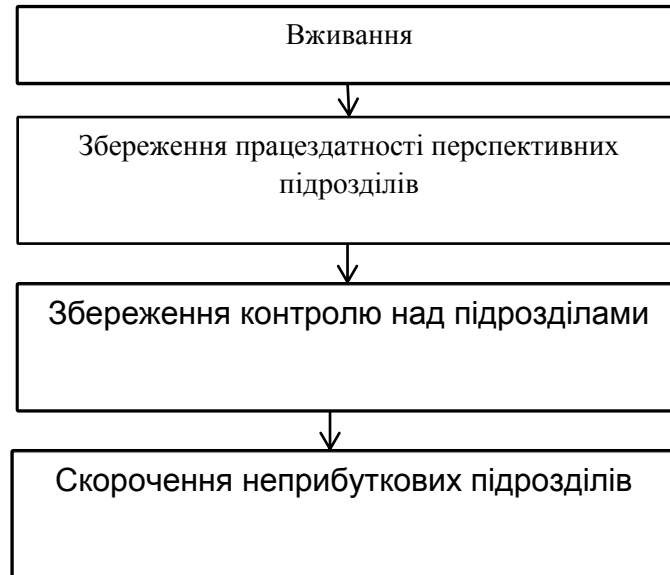 Вживання
Збереження працездатності перспективних
підрозділів
Збереження контролю над підрозділами
Скорочення неприбуткових підрозділів